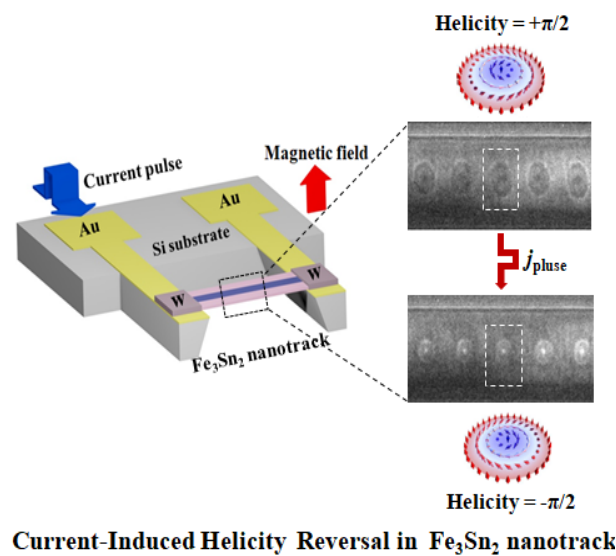 Helicity = +π/2
Magnetic field
Current pulse
Au
Au
Si substrate
jpluse
W
W
Fe3Sn2 nanotrack
Helicity = -π/2
Current-Induced Helicity Reversal in Fe3Sn2 nanotrack